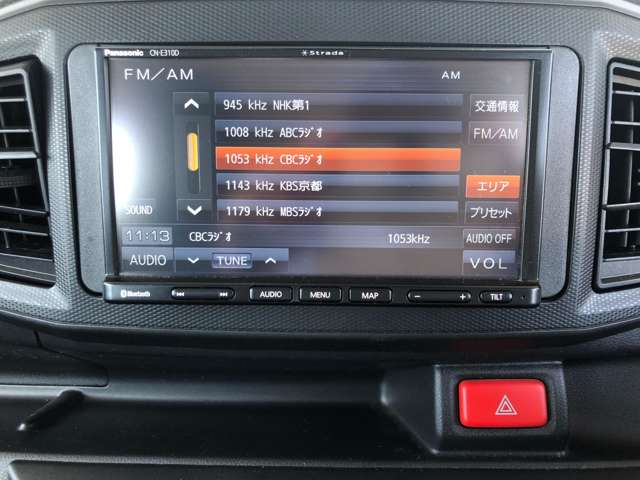 Panasonic CN-E310D Strada
FM/AM AM
945 kHz NHK第1 交通情報
1008 kHz ABCﾗｼﾞｵ FM/AM
1053 kHz CBCﾗｼﾞｵ
1143 kHz KBS京都 エリア
SOUND 1179 kHz MBSﾗｼﾞｵ プリセット
11:13 CBCﾗｼﾞｵ 1053kHz AUDIO OFF
AUDIO TUNE VOL
Bluetooth AUDIO MENU MAP − + TILT